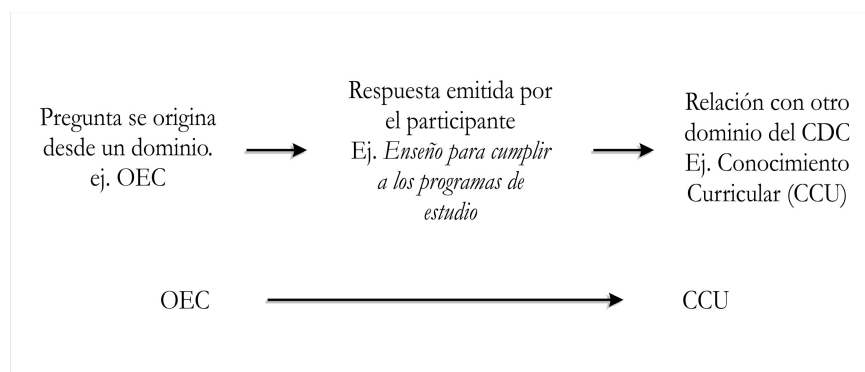 Pregunta se origina
desde un dominio.
ej. OEC
Respuesta emitida por
el participante
Ej. Enseño para cumplir
a los programas de
estudio
Relación con otro
dominio del CDC
Ej. Conocimiento
Curricular (CCU)
OEC
CCU